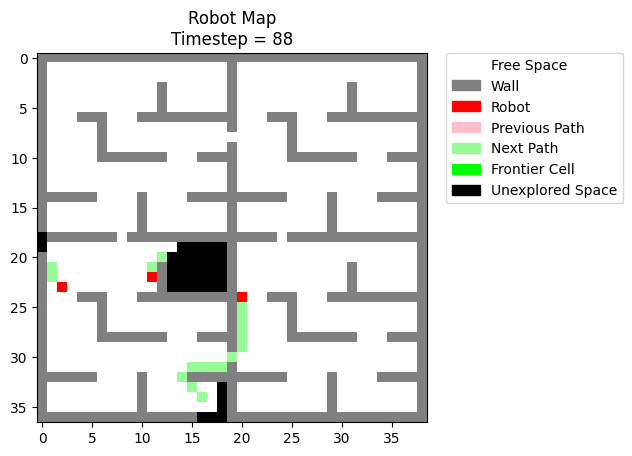 Robot Map
Timestep = 88
Free Space
Wall
Robot
Previous Path
Next Path
Frontier Cell
Unexplored Space
0
5
10
15
20
25
30
35
0
5
10
15
20
25
30
35